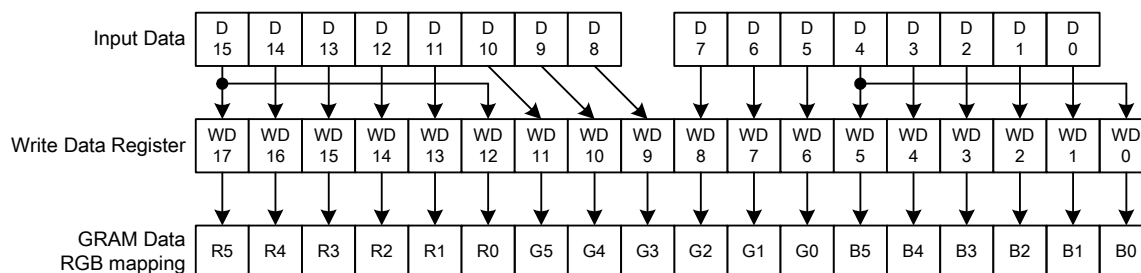 Input Data
D D D D D D D D D D D D D D D D
15 14 13 12 11 10 9 8 7 6 5 4 3 2 1 0
Write Data Register
WD WD WD WD WD WD WD WD WD WD WD WD WD WD WD WD WD WD
17 16 15 14 13 12 11 10 9 8 7 6 5 4 3 2 1 0
GRAM Data
RGB mapping
R5 R4 R3 R2 R1 R0 G5 G4 G3 G2 G1 G0 B5 B4 B3 B2 B1 B0